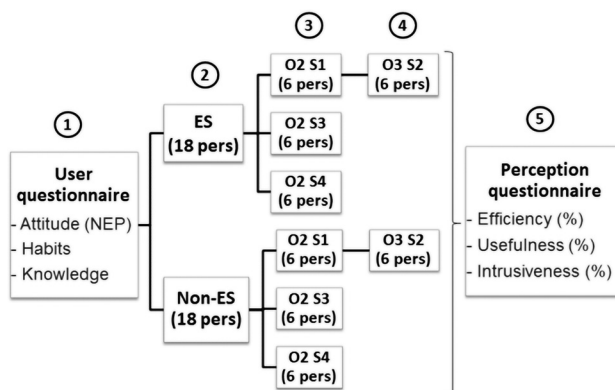 1
User
questionnaire
- Attitude (NEP)
- Habits
- Knowledge
2
ES
(18 pers)
Non-ES
(18 pers)
3
O2 S1
(6 pers)
O2 S3
(6 pers)
O2 S4
(6 pers)
O2 S1
(6 pers)
O2 S3
(6 pers)
O2 S4
(6 pers)
4
O3 S2
(6 pers)
O3 S2
(6 pers)
5
Perception
questionnaire
- Efficiency (%)
- Usefulness (%)
- Intrusiveness (%)